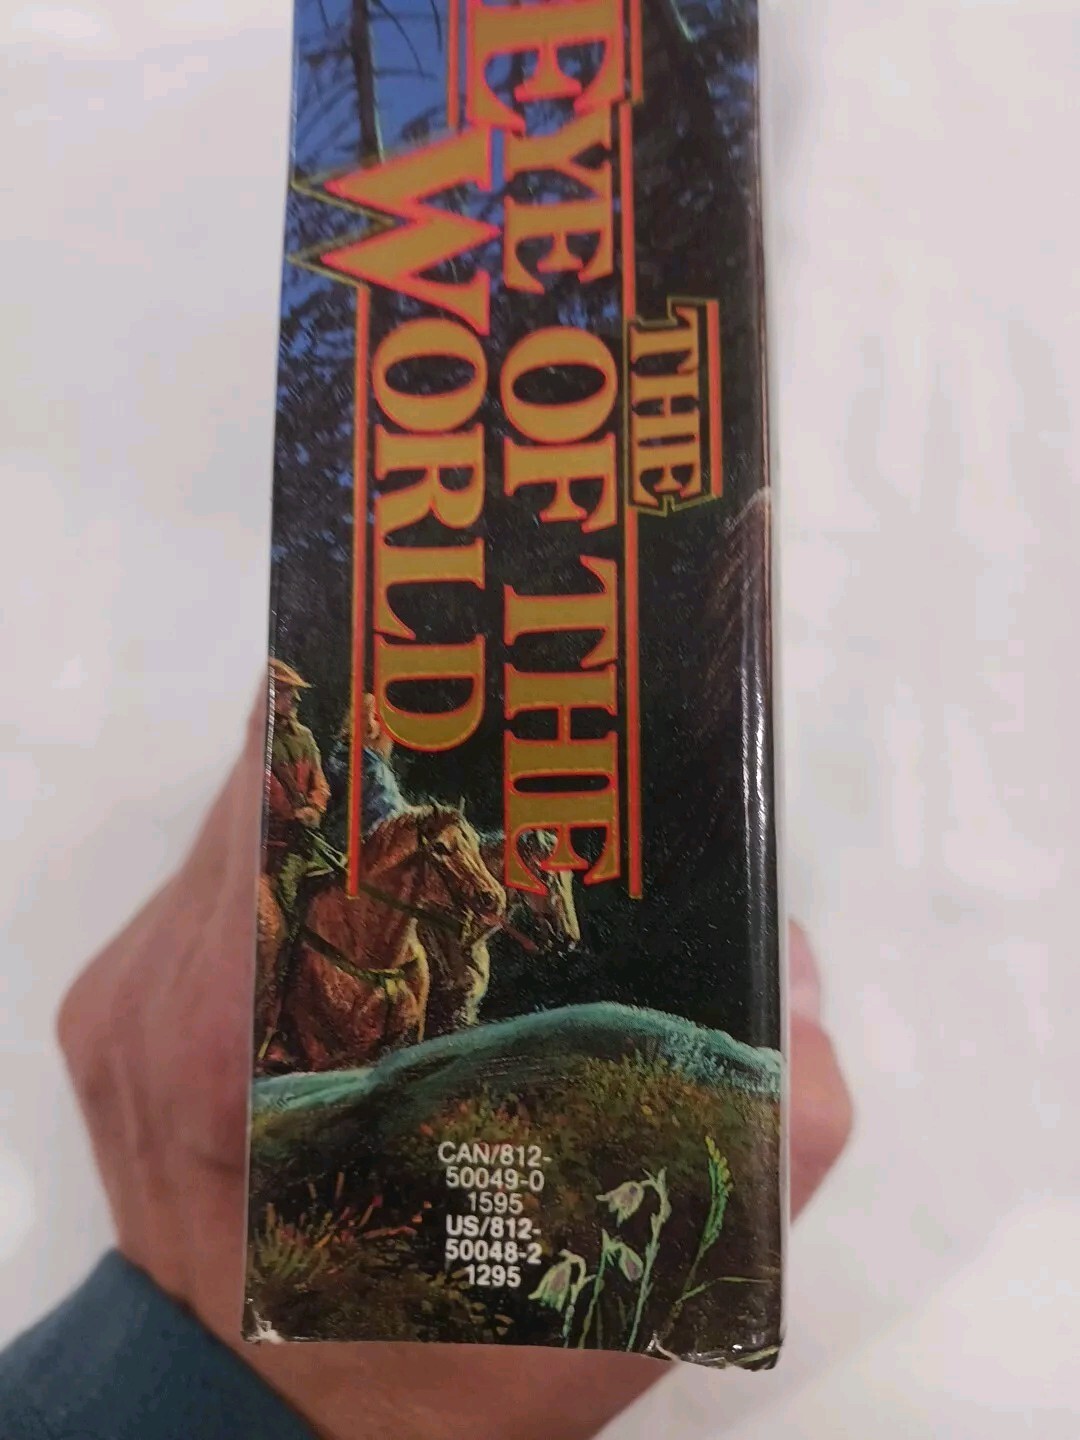 THE
EYE OF THE
WORLD
CAN/812-
50049-0
1595
US/812-
50048-2
1295